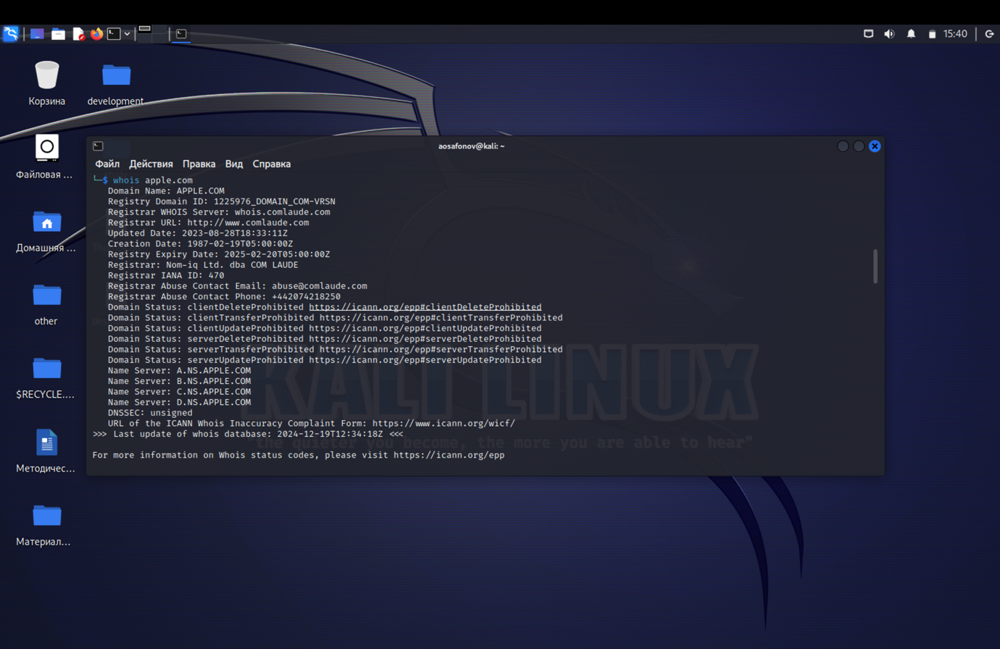 15:40
Корзина
development
Файловая ...
Домашняя ...
other
$RECYCLE....
Методичес...
Материал...
aosafonov@kali: ~
Файл Действия Правка Вид Справка
└─$ whois apple.com
Domain Name: APPLE.COM
Registry Domain ID: 1225976_DOMAIN_COM-VRSN
Registrar WHOIS Server: whois.comlaude.com
Registrar URL: http://www.comlaude.com
Updated Date: 2023-08-28T18:33:11Z
Creation Date: 1987-02-19T05:00:00Z
Registry Expiry Date: 2025-02-20T05:00:00Z
Registrar: Nom-iq Ltd. dba COM LAUDE
Registrar IANA ID: 470
Registrar Abuse Contact Email: abuse@comlaude.com
Registrar Abuse Contact Phone: +442074218250
Domain Status: clientDeleteProhibited https://icann.org/epp#clientDeleteProhibited
Domain Status: clientTransferProhibited https://icann.org/epp#clientTransferProhibited
Domain Status: clientUpdateProhibited https://icann.org/epp#clientUpdateProhibited
Domain Status: serverDeleteProhibited https://icann.org/epp#serverDeleteProhibited
Domain Status: serverTransferProhibited https://icann.org/epp#serverTransferProhibited
Domain Status: serverUpdateProhibited https://icann.org/epp#serverUpdateProhibited
Name Server: A.NS.APPLE.COM
Name Server: B.NS.APPLE.COM
Name Server: C.NS.APPLE.COM
Name Server: D.NS.APPLE.COM
DNSSEC: unsigned
URL of the ICANN Whois Inaccuracy Complaint Form: https://www.icann.org/wicf/
>>> Last update of whois database: 2024-12-19T12:34:18Z <<<
For more information on Whois status codes, please visit https://icann.org/epp
KALI LINUX
"the quieter you become, the more you are able to hear"